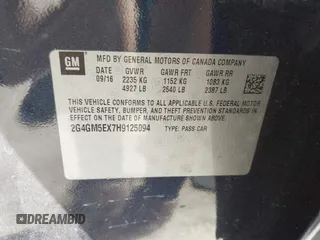 GM
MFD BY GENERAL MOTORS OF CANADA COMPANY
DATE GVWR GAWR FRT GAWR RR
09/16 2235 KG 1152 KG 1083 KG
4927 LB 2540 LB 2387 LB
THIS VEHICLE CONFORMS TO ALL APPLICABLE U.S. FEDERAL MOTOR
VEHICLE SAFETY, BUMPER, AND THEFT PREVENTION STANDARDS IN
EFFECT ON THE DATE OF MANUFACTURE SHOWN ABOVE.
2G4GM5EX7H9125094 TYPE: PASS CAR
DREAMBID